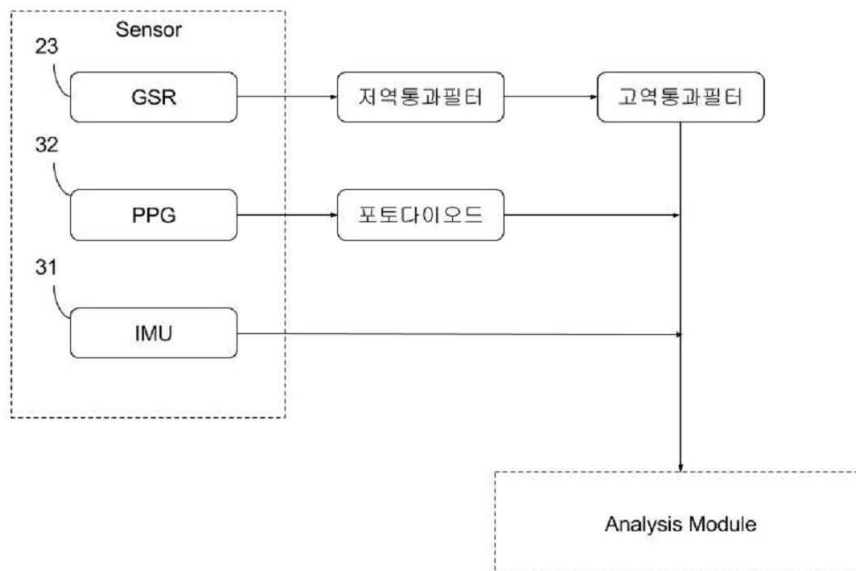 Sensor
23
GSR
저역통과필터
고역통과필터
32
PPG
포토다이오드
31
IMU
Analysis Module